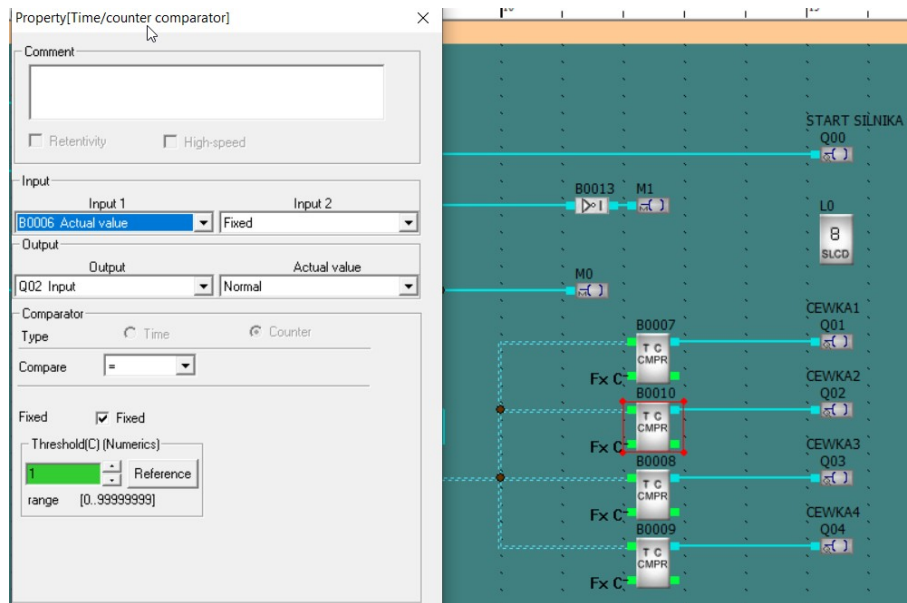 Property[Time/counter comparator]
Comment
Retentivity High-speed
Input
Input 1 Input 2
B0006 Actual value Fixed
Output
Output Actual value
Q02 Input Normal
Comparator
Type Time Counter
Compare =
Fixed Fixed
Threshold(C) (Numerics)
1 Reference
range [0..99999999]
START SILNIKA
Q00
B0013 M1
L0
8
SLCD
M0
CEWKA1
B0007 Q01
T C
CMPR
Fx C
CEWKA2
B0010 Q02
T C
CMPR
Fx C
CEWKA3
B0008 Q03
T C
CMPR
Fx C
CEWKA4
B0009 Q04
T C
CMPR
Fx C